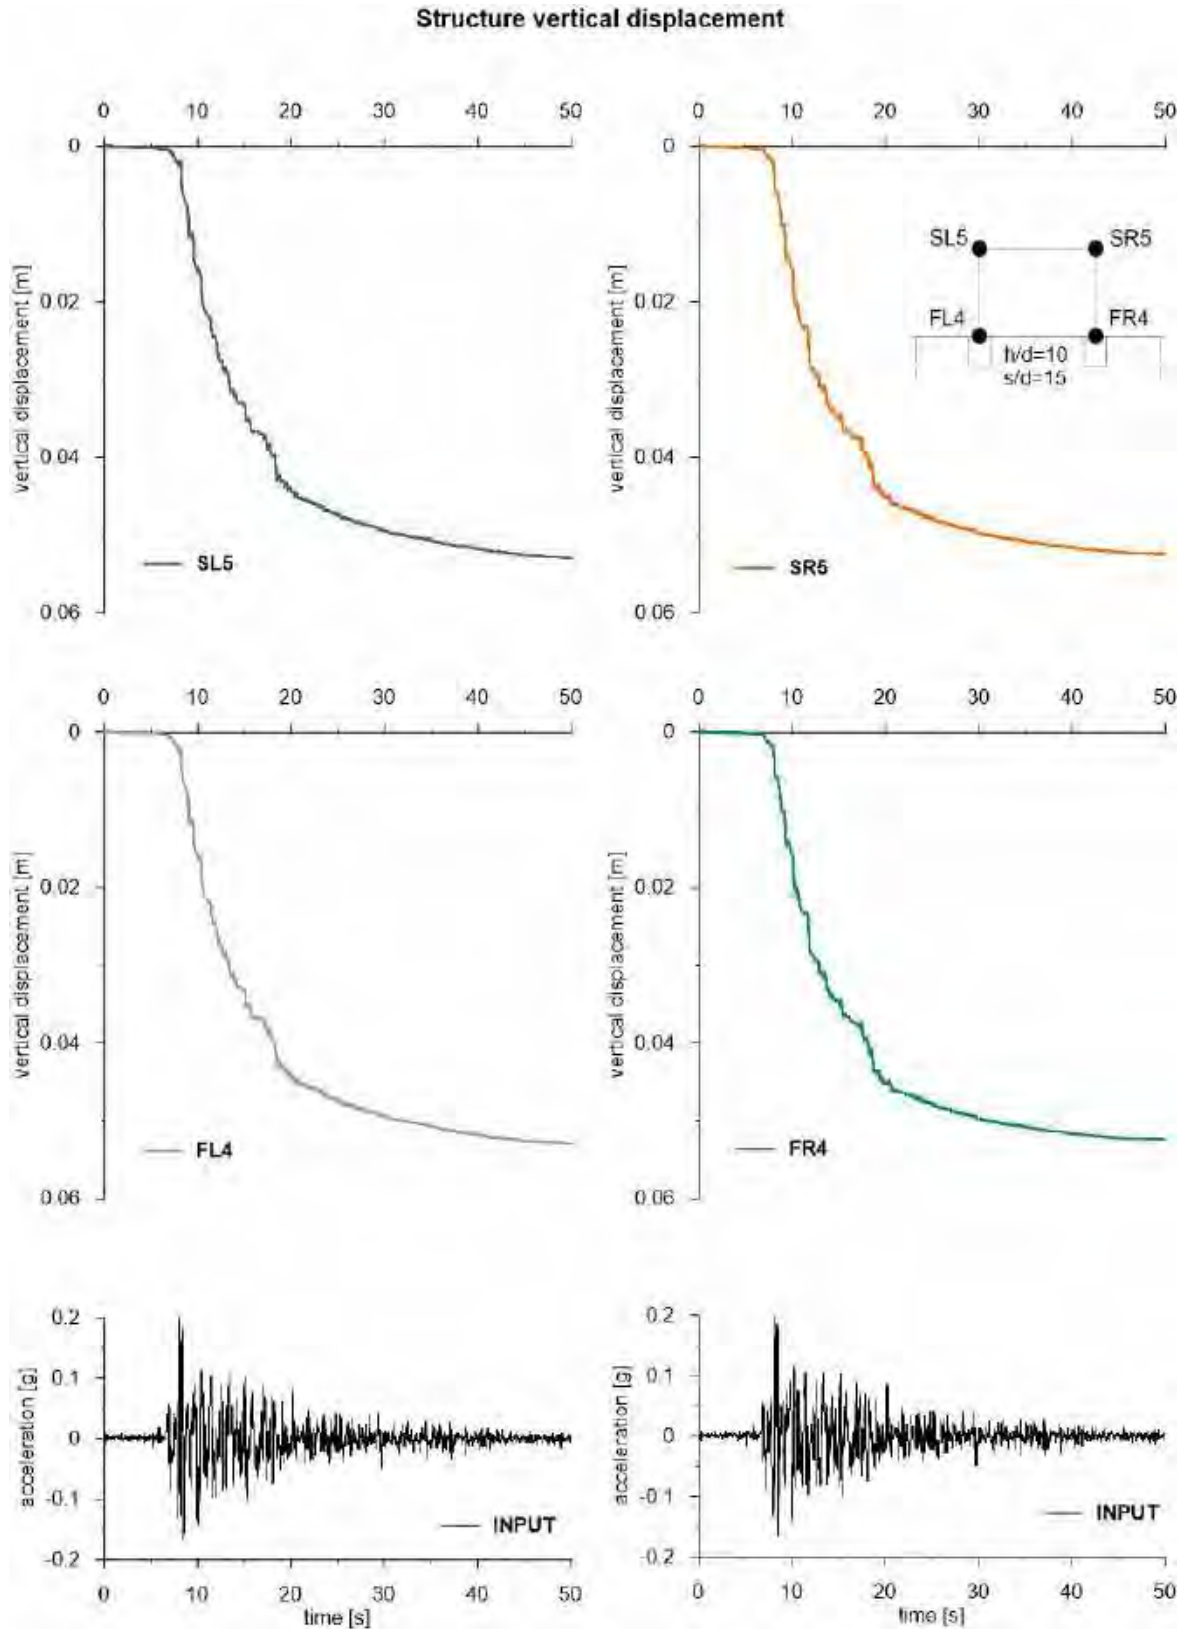 Structure vertical displacement
0 10 20 30 40 50
0
0.02
0.04
0.06
vertical displacement [m]
SL5
0 10 20 30 40 50
0
0.02
0.04
0.06
vertical displacement [m]
SL5 SR5
FL4 FR4
h/d=10
s/d=15
SR5
0 10 20 30 40 50
0
0.02
0.04
0.06
vertical displacement [m]
FL4
0 10 20 30 40 50
0
0.02
0.04
0.06
vertical displacement [m]
FR4
0.2
0.1
0
-0.1
-0.2
acceleration [g]
INPUT
0 10 20 30 40 50
time [s]
0.2
0.1
0
-0.1
-0.2
acceleration [g]
INPUT
0 10 20 30 40 50
time [s]